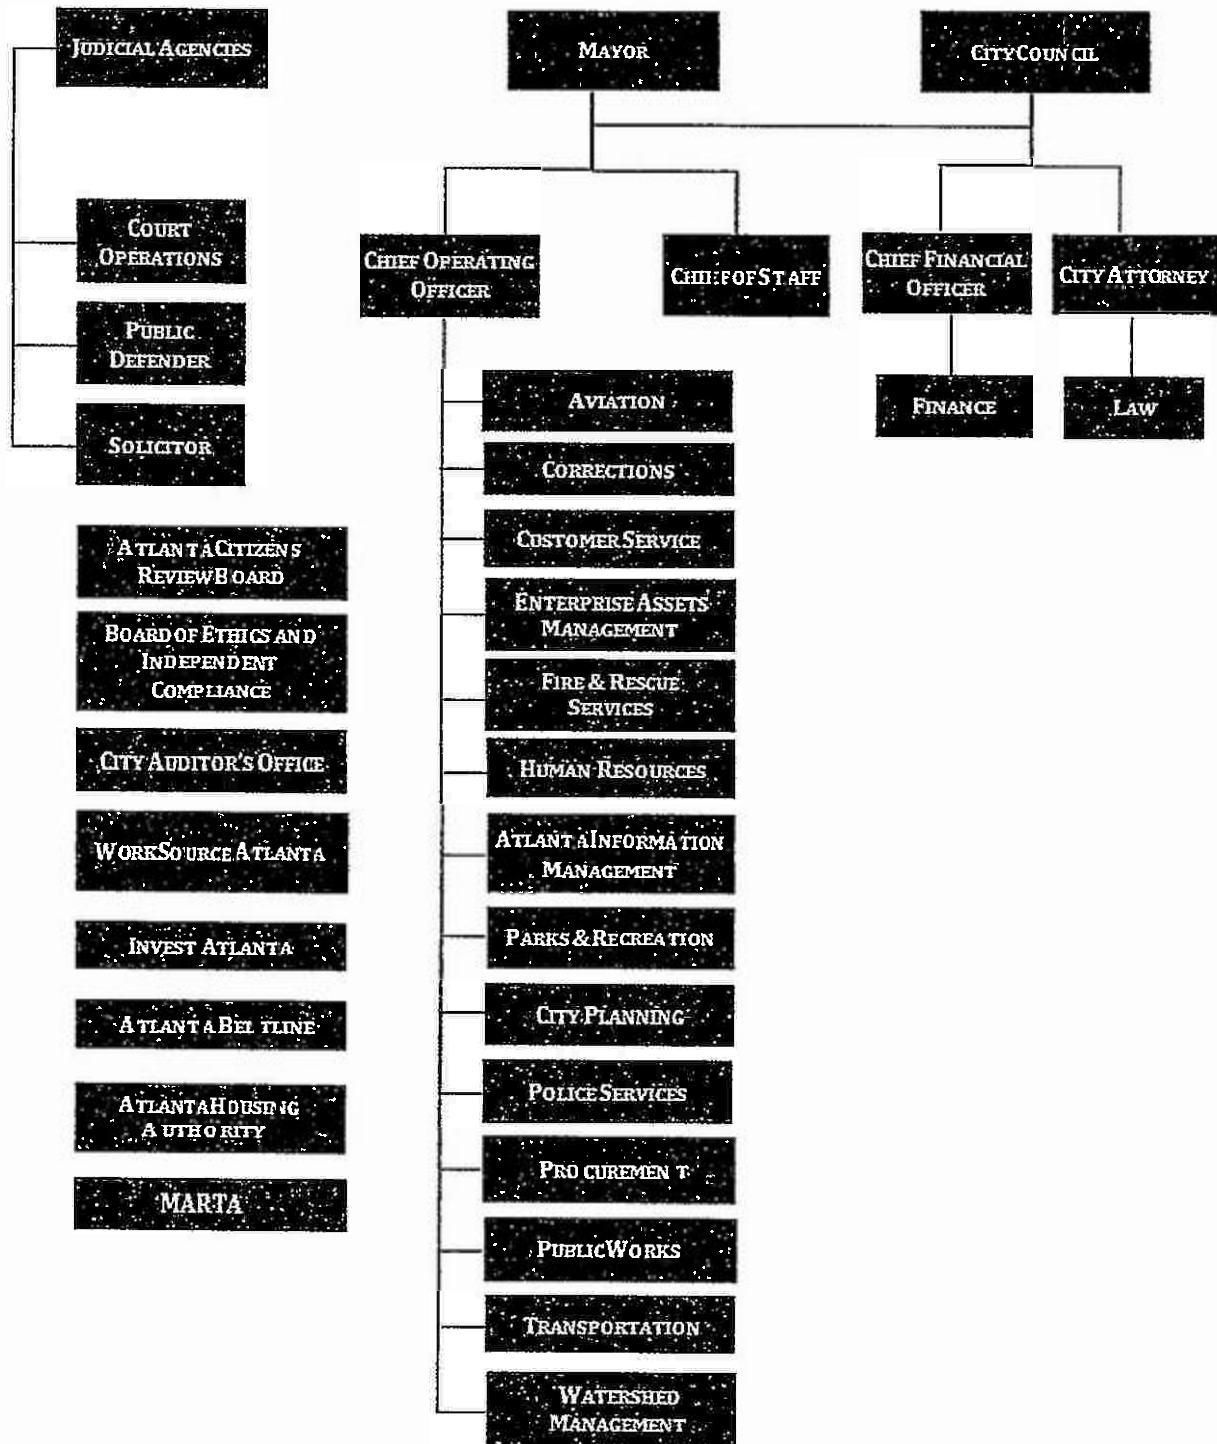 JUDICIAL AGENCIES
MAYOR
CITY COUNCIL
COURT
OPERATIONS
PUBLIC
DEFENDER
SOLICITOR
CHIEF OPERATING
OFFICER
CHIEF OF STAFF
CHIEF FINANCIAL
OFFICER
CITY ATTORNEY
FINANCE
LAW
AVIATION
CORRECTIONS
CUSTOMER SERVICE
ENTERPRISE ASSETS
MANAGEMENT
FIRE & RESCUE
SERVICES
HUMAN RESOURCES
ATLANTA INFORMATION
MANAGEMENT
PARKS & RECREATION
CITY PLANNING
POLICE SERVICES
PROCUREMENT
PUBLIC WORKS
TRANSPORTATION
WATERSHED
MANAGEMENT
ATLANTA CITIZENS
REVIEW BOARD
BOARD OF ETHICS AND
INDEPENDENT
COMPLIANCE
CITY AUDITOR'S OFFICE
WORKSOURCE ATLANTA
INVEST ATLANTA
ATLANTA BELTLINE
ATLANTA HOUSING
AUTHORITY
MARTA